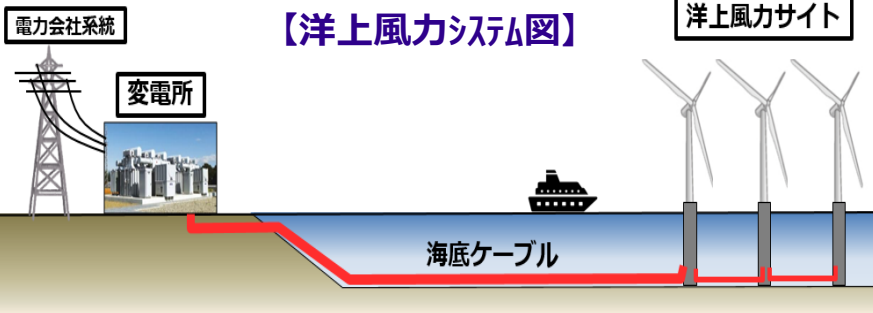 【洋上風力ｼｽﾃﾑ図】
電力会社系統
洋上風力サイト
変電所
海底ケーブル